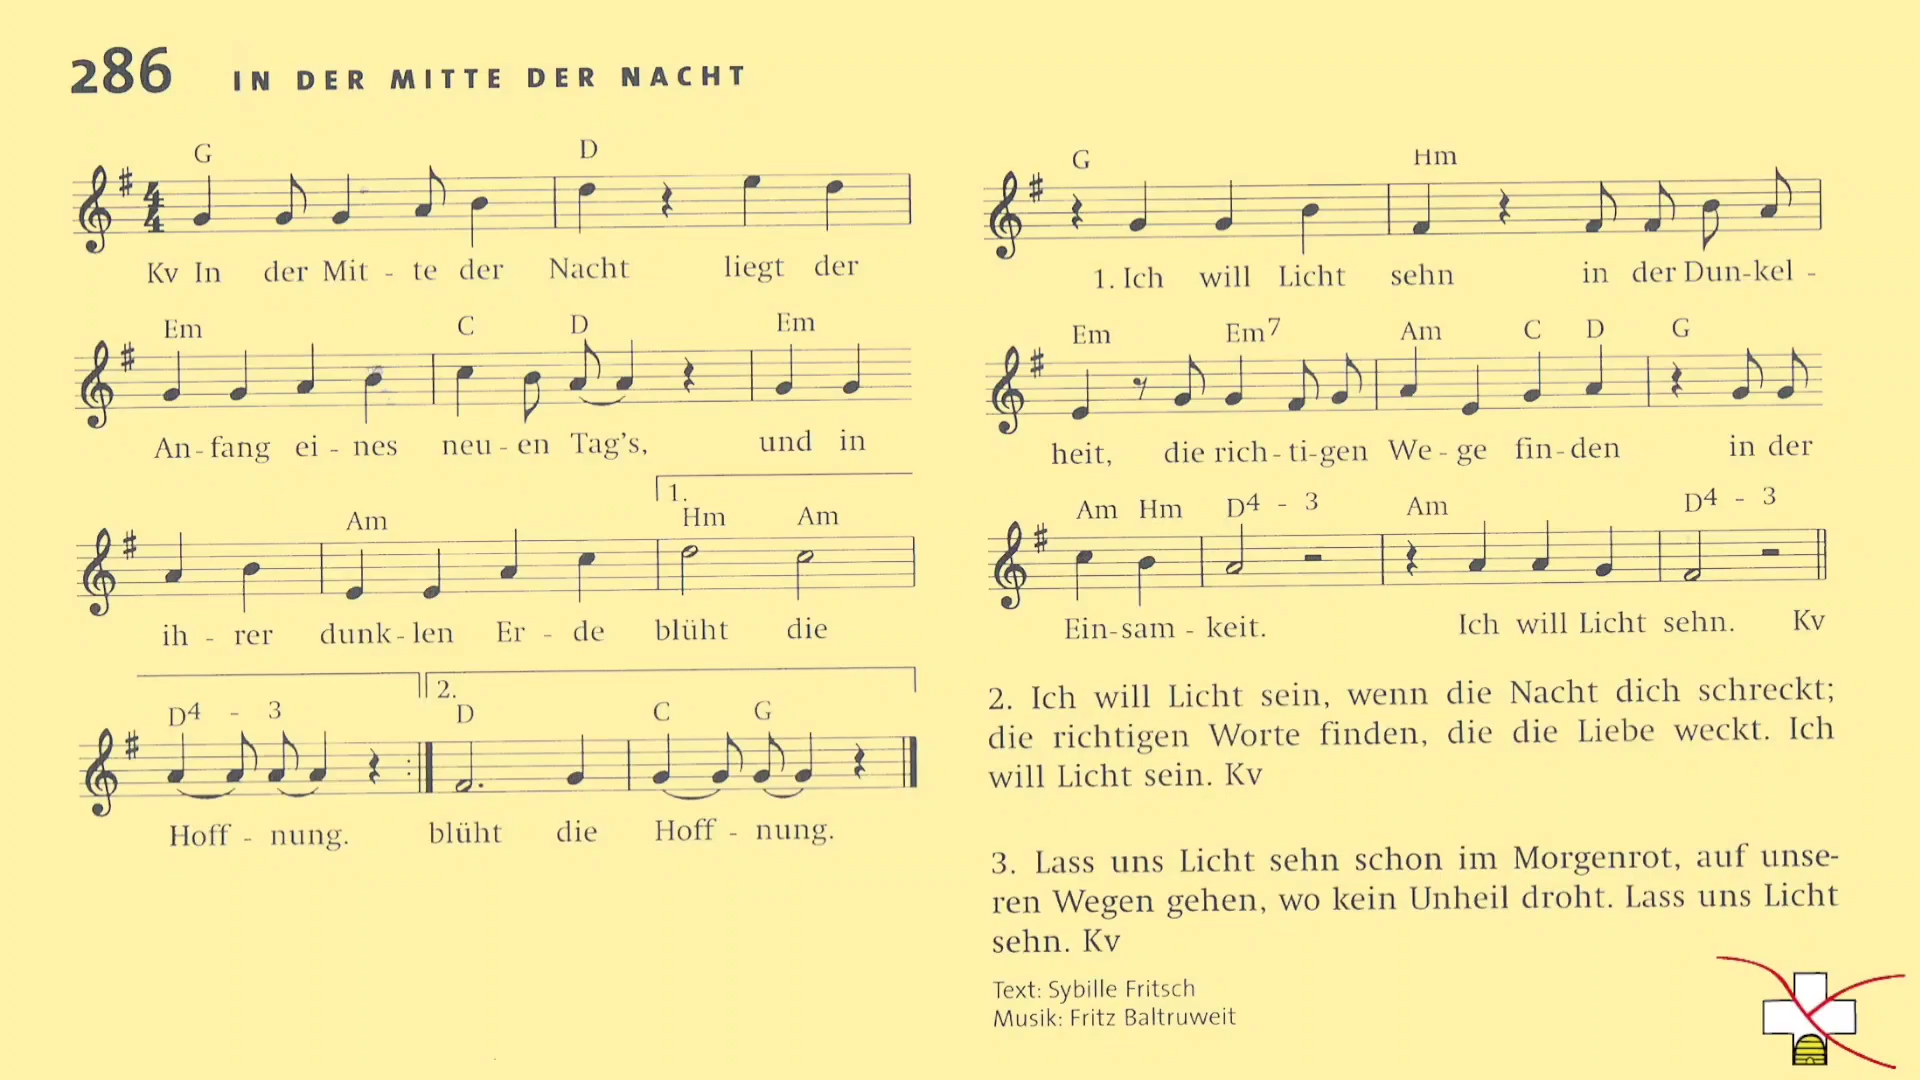 286 IN DER MITTE DER NACHT
G D
4
4
Kv In der Mit - te der Nacht liegt der
Em C D Em
An - fang ei - nes neu - en Tag's, und in
1.
Am Hm Am
ih - rer dunk - len Er - de blüht die
2.
D4 - 3 D C G
Hoff - nung. blüht die Hoff - nung.
G Hm
1. Ich will Licht sehn in der Dun - kel -
Em Em7 Am C D G
heit, die rich - ti - gen We - ge fin - den in der
Am Hm D4 - 3 Am D4 - 3
Ein - sam - keit. Ich will Licht sehn. Kv
2. Ich will Licht sein, wenn die Nacht dich schreckt;
die richtigen Worte finden, die die Liebe weckt. Ich
will Licht sein. Kv
3. Lass uns Licht sehn schon im Morgenrot, auf unse-
ren Wegen gehen, wo kein Unheil droht. Lass uns Licht
sehn. Kv
Text: Sybille Fritsch
Musik: Fritz Baltruweit